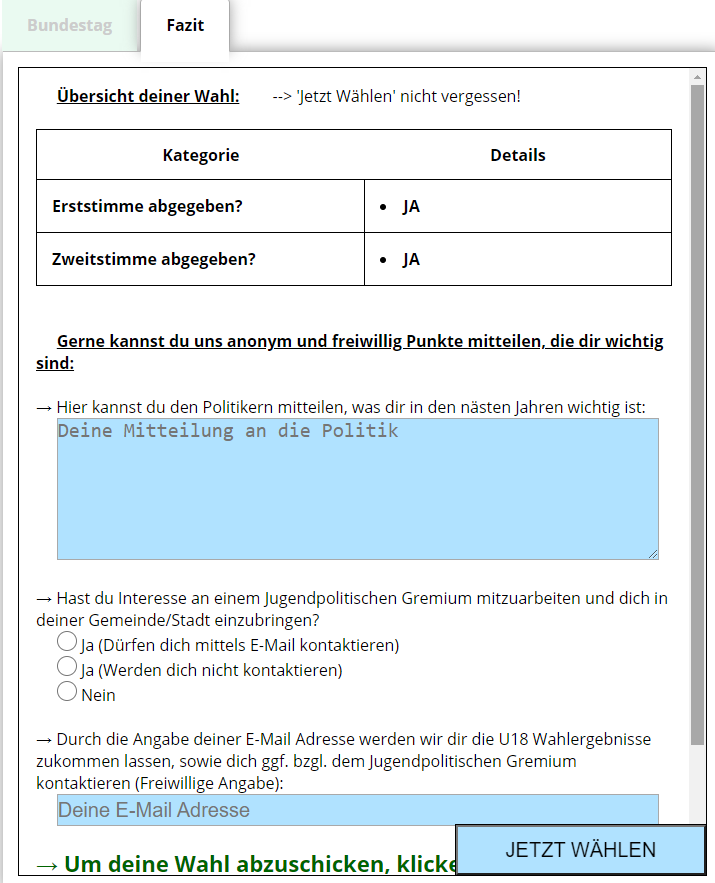 Bundestag
Fazit
Übersicht deiner Wahl: --> 'Jetzt Wählen' nicht vergessen!
Kategorie Details
Erststimme abgegeben? • JA
Zweitstimme abgegeben? • JA
Gerne kannst du uns anonym und freiwillig Punkte mitteilen, die dir wichtig
sind:
→ Hier kannst du den Politikern mitteilen, was dir in den nästen Jahren wichtig ist:
Deine Mitteilung an die Politik
→ Hast du Interesse an einem Jugendpolitischen Gremium mitzuarbeiten und dich in
deiner Gemeinde/Stadt einzubringen?
Ja (Dürfen dich mittels E-Mail kontaktieren)
Ja (Werden dich nicht kontaktieren)
Nein
→ Durch die Angabe deiner E-Mail Adresse werden wir dir die U18 Wahlergebnisse
zukommen lassen, sowie dich ggf. bzgl. dem Jugendpolitischen Gremium
kontaktieren (Freiwillige Angabe):
Deine E-Mail Adresse
→ Um deine Wahl abzuschicken, klicke
JETZT WÄHLEN